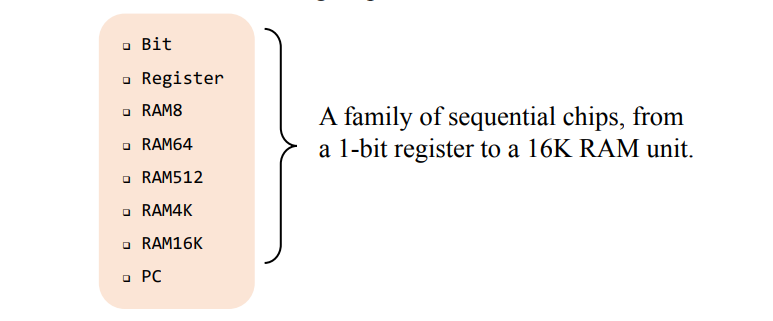 Bit
Register
RAM8
RAM64
RAM512
RAM4K
RAM16K
PC
A family of sequential chips, from
a 1-bit register to a 16K RAM unit.